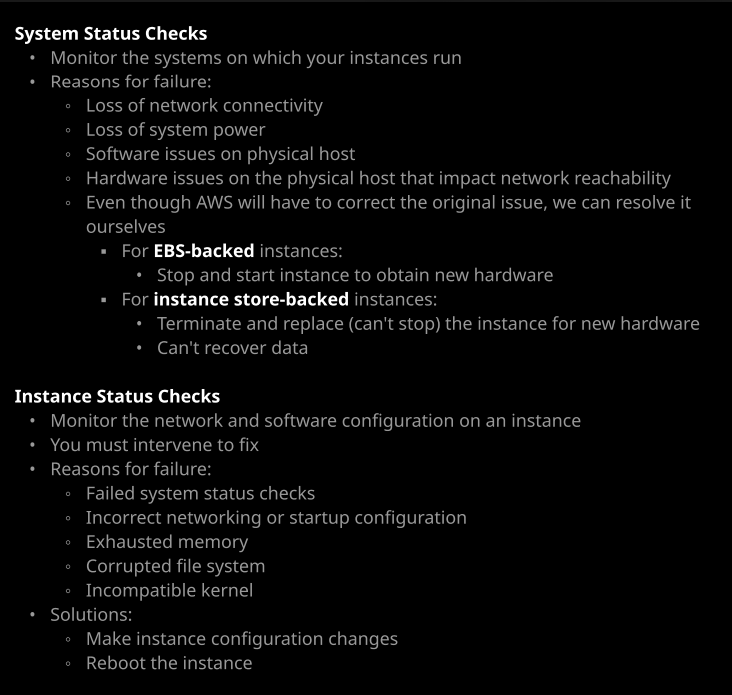 System Status Checks
• Monitor the systems on which your instances run
• Reasons for failure:
◦ Loss of network connectivity
◦ Loss of system power
◦ Software issues on physical host
◦ Hardware issues on the physical host that impact network reachability
◦ Even though AWS will have to correct the original issue, we can resolve it
ourselves
▪ For EBS-backed instances:
• Stop and start instance to obtain new hardware
▪ For instance store-backed instances:
• Terminate and replace (can't stop) the instance for new hardware
• Can't recover data
Instance Status Checks
• Monitor the network and software configuration on an instance
• You must intervene to fix
• Reasons for failure:
◦ Failed system status checks
◦ Incorrect networking or startup configuration
◦ Exhausted memory
◦ Corrupted file system
◦ Incompatible kernel
• Solutions:
◦ Make instance configuration changes
◦ Reboot the instance